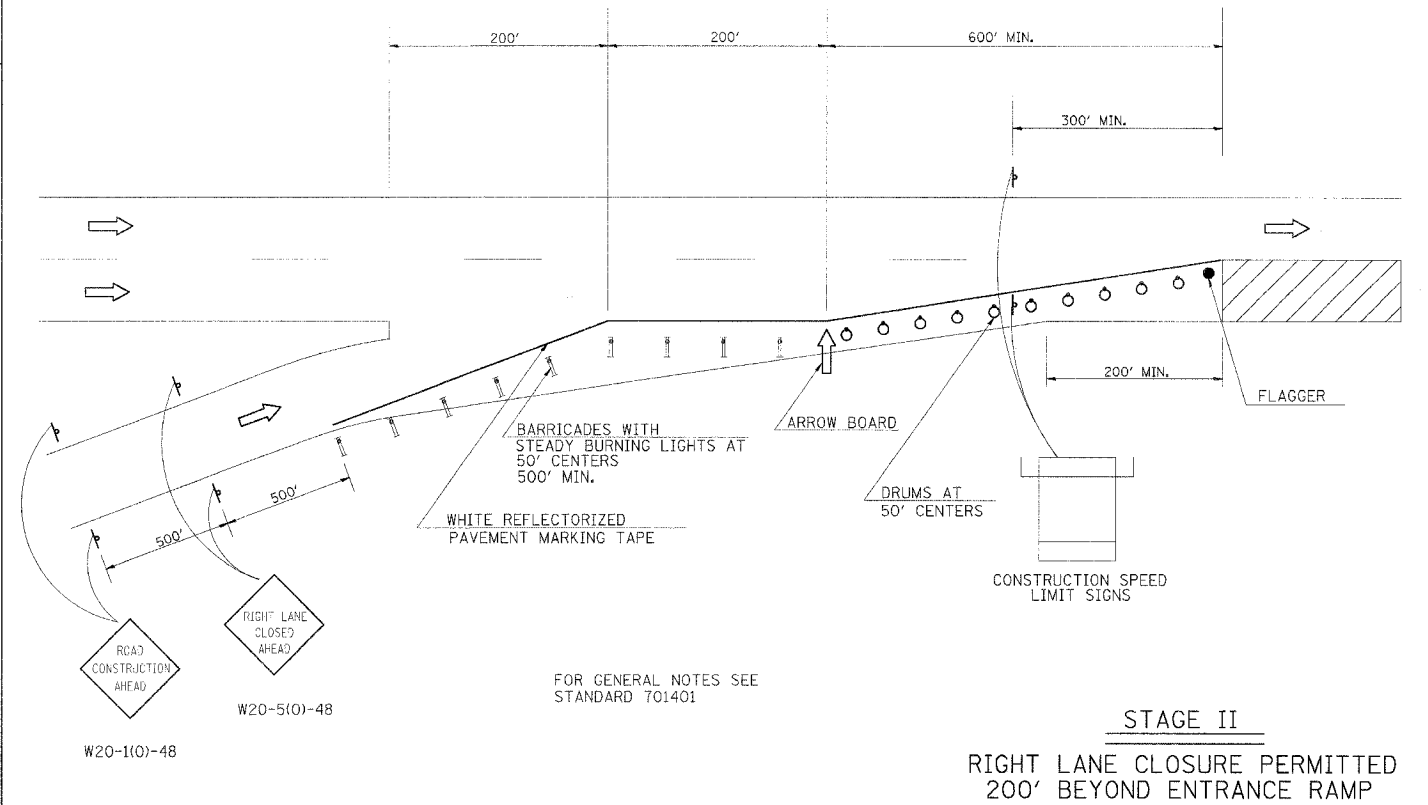 200'
200'
600' MIN.
300' MIN.
200' MIN.
FLAGGER
ARROW BOARD
BARRICADES WITH
STEADY BURNING LIGHTS AT
50' CENTERS
500' MIN.
DRUMS AT
50' CENTERS
500'
500'
WHITE REFLECTORIZED
PAVEMENT MARKING TAPE
CONSTRUCTION SPEED
LIMIT SIGNS
RIGHT LANE
CLOSED
AHEAD
ROAD
CONSTRUCTION
AHEAD
W20-5(O)-48
W20-1(O)-48
FOR GENERAL NOTES SEE
STANDARD 701401
STAGE II
RIGHT LANE CLOSURE PERMITTED
200' BEYOND ENTRANCE RAMP